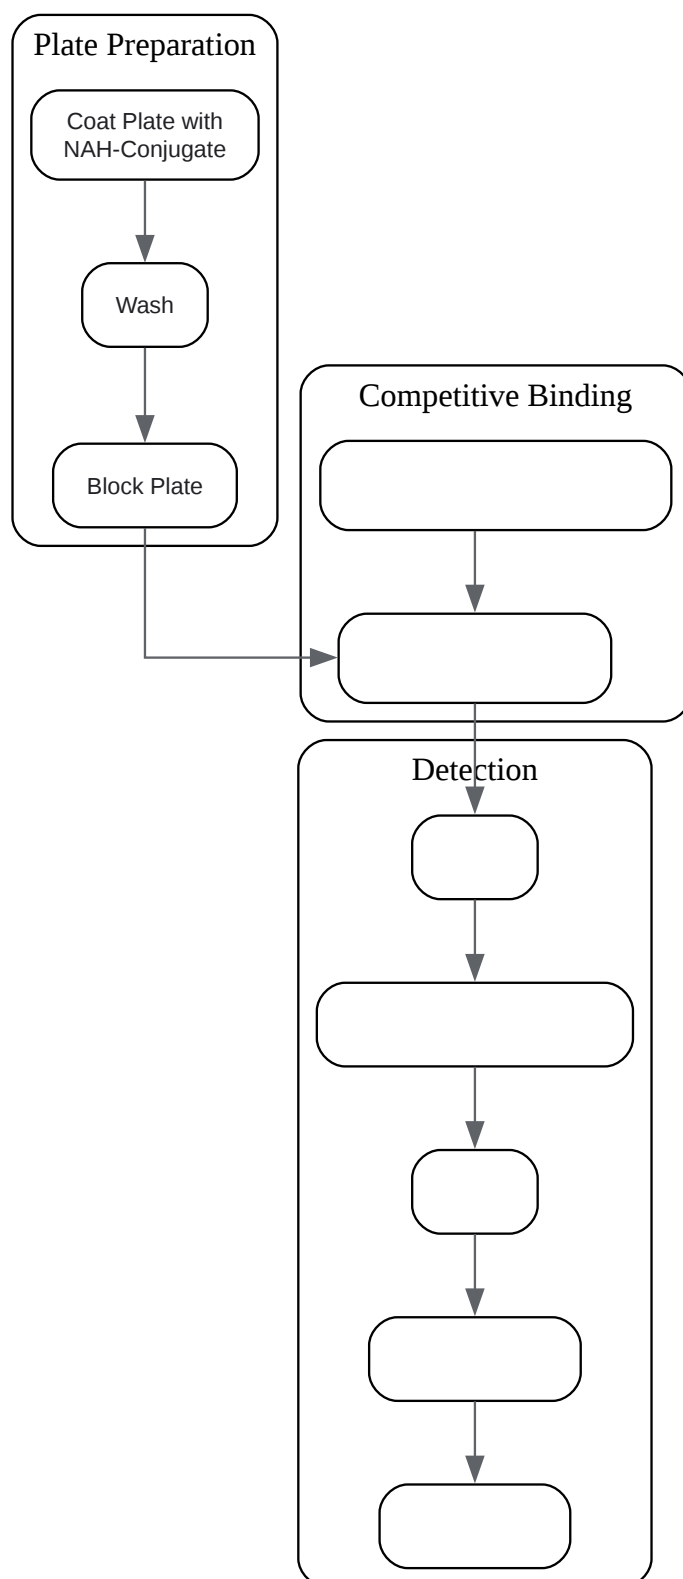 Plate Preparation
Coat Plate with
NAH-Conjugate
Wash
Block Plate
Competitive Binding
Detection